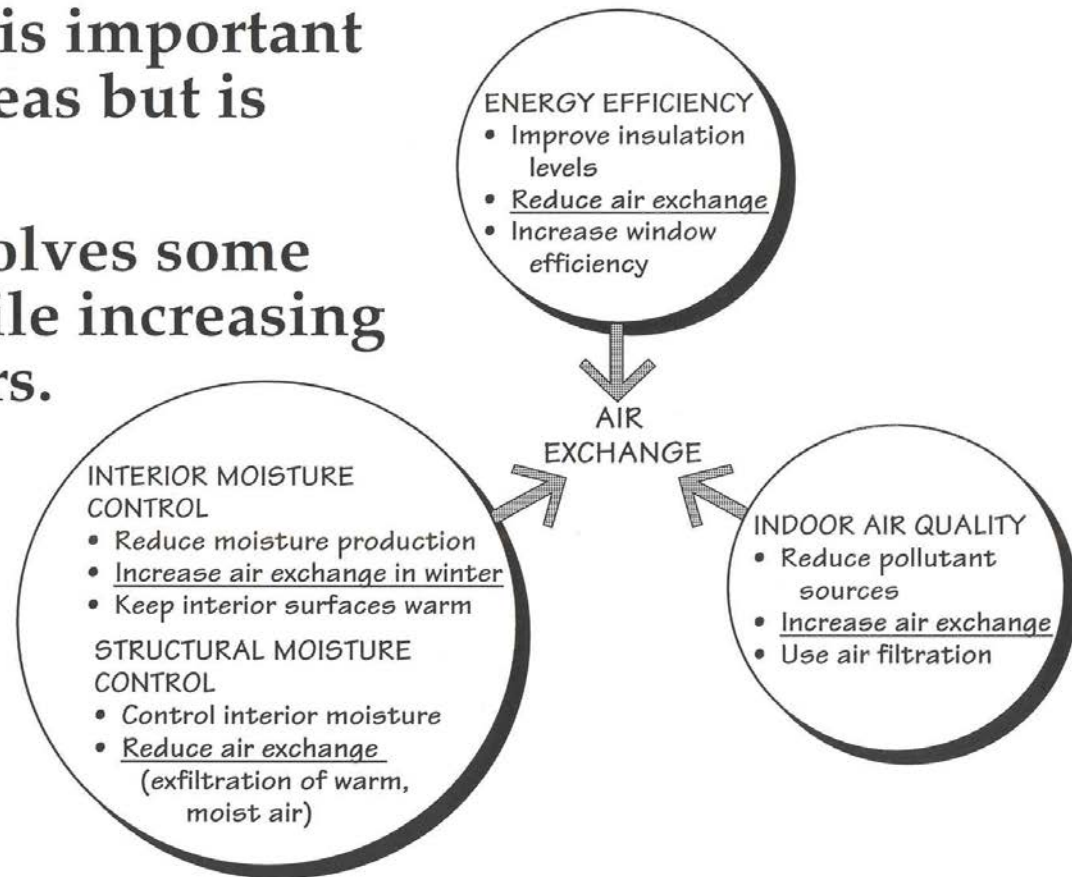 is important
eas but is
olves some
ile increasing
rs.
ENERGY EFFICIENCY
• Improve insulation
levels
• Reduce air exchange
• Increase window
efficiency
AIR
EXCHANGE
INTERIOR MOISTURE
CONTROL
• Reduce moisture production
• Increase air exchange in winter
• Keep interior surfaces warm
STRUCTURAL MOISTURE
CONTROL
• Control interior moisture
• Reduce air exchange
(exfiltration of warm,
moist air)
INDOOR AIR QUALITY
• Reduce pollutant
sources
• Increase air exchange
• Use air filtration